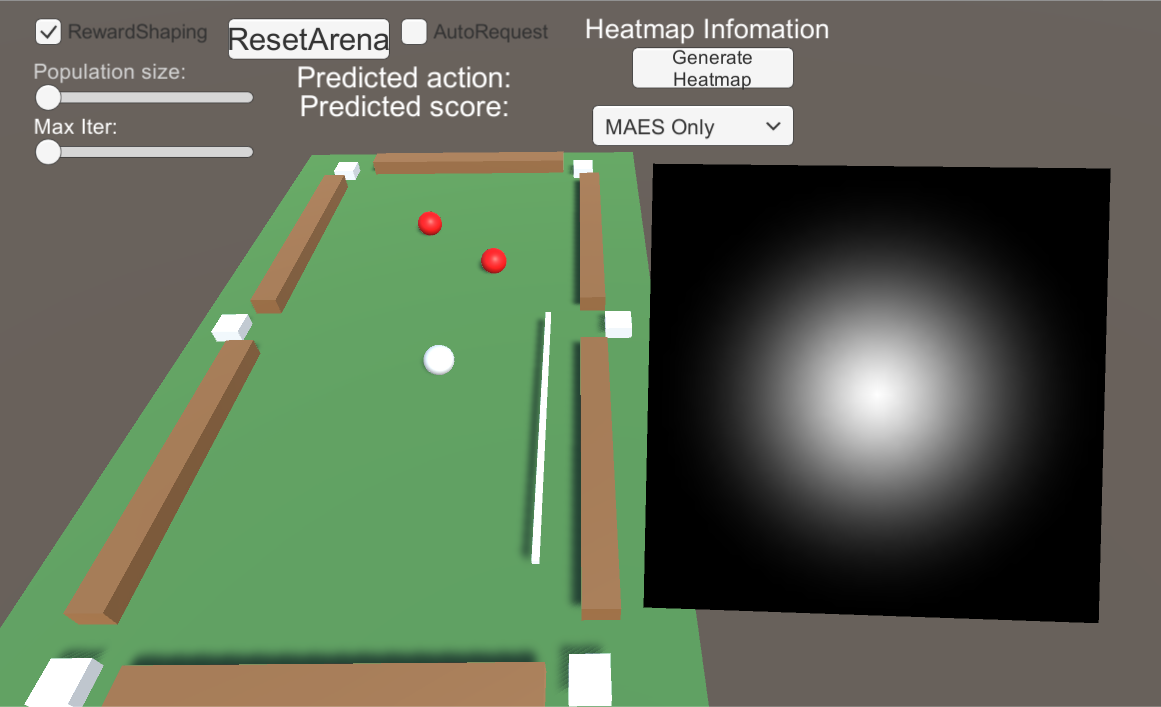 RewardShaping
ResetArena
AutoRequest
Heatmap Infomation
Population size:
Predicted action:
Generate
Heatmap
Predicted score:
Max Iter:
MAES Only